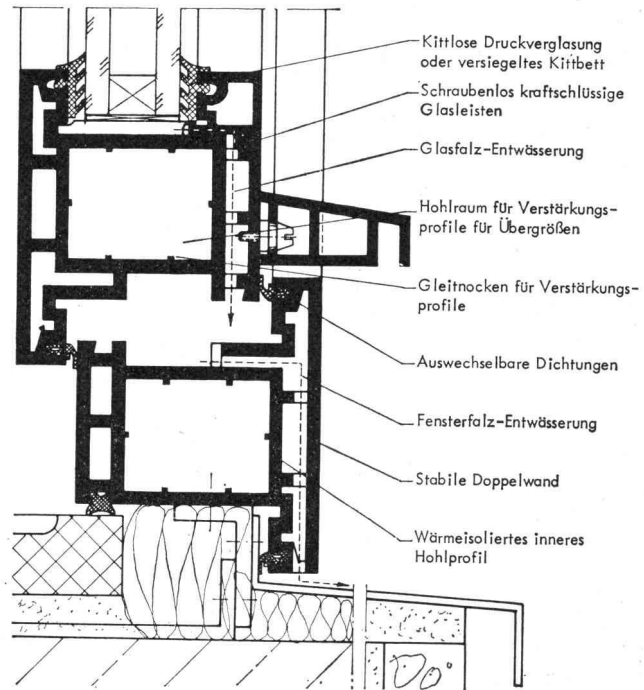 Kittlose Druckverglasung
oder versiegeltes Kittbett
Schraubenlos kraftschlüssige
Glasleisten
Glasfalz-Entwässerung
Hohlraum für Verstärkungs-
profile für Übergrößen
Gleitnocken für Verstärkungs-
profile
Auswechselbare Dichtungen
Fensterfalz-Entwässerung
Stabile Doppelwand
Wärmeisoliertes inneres
Hohlprofil